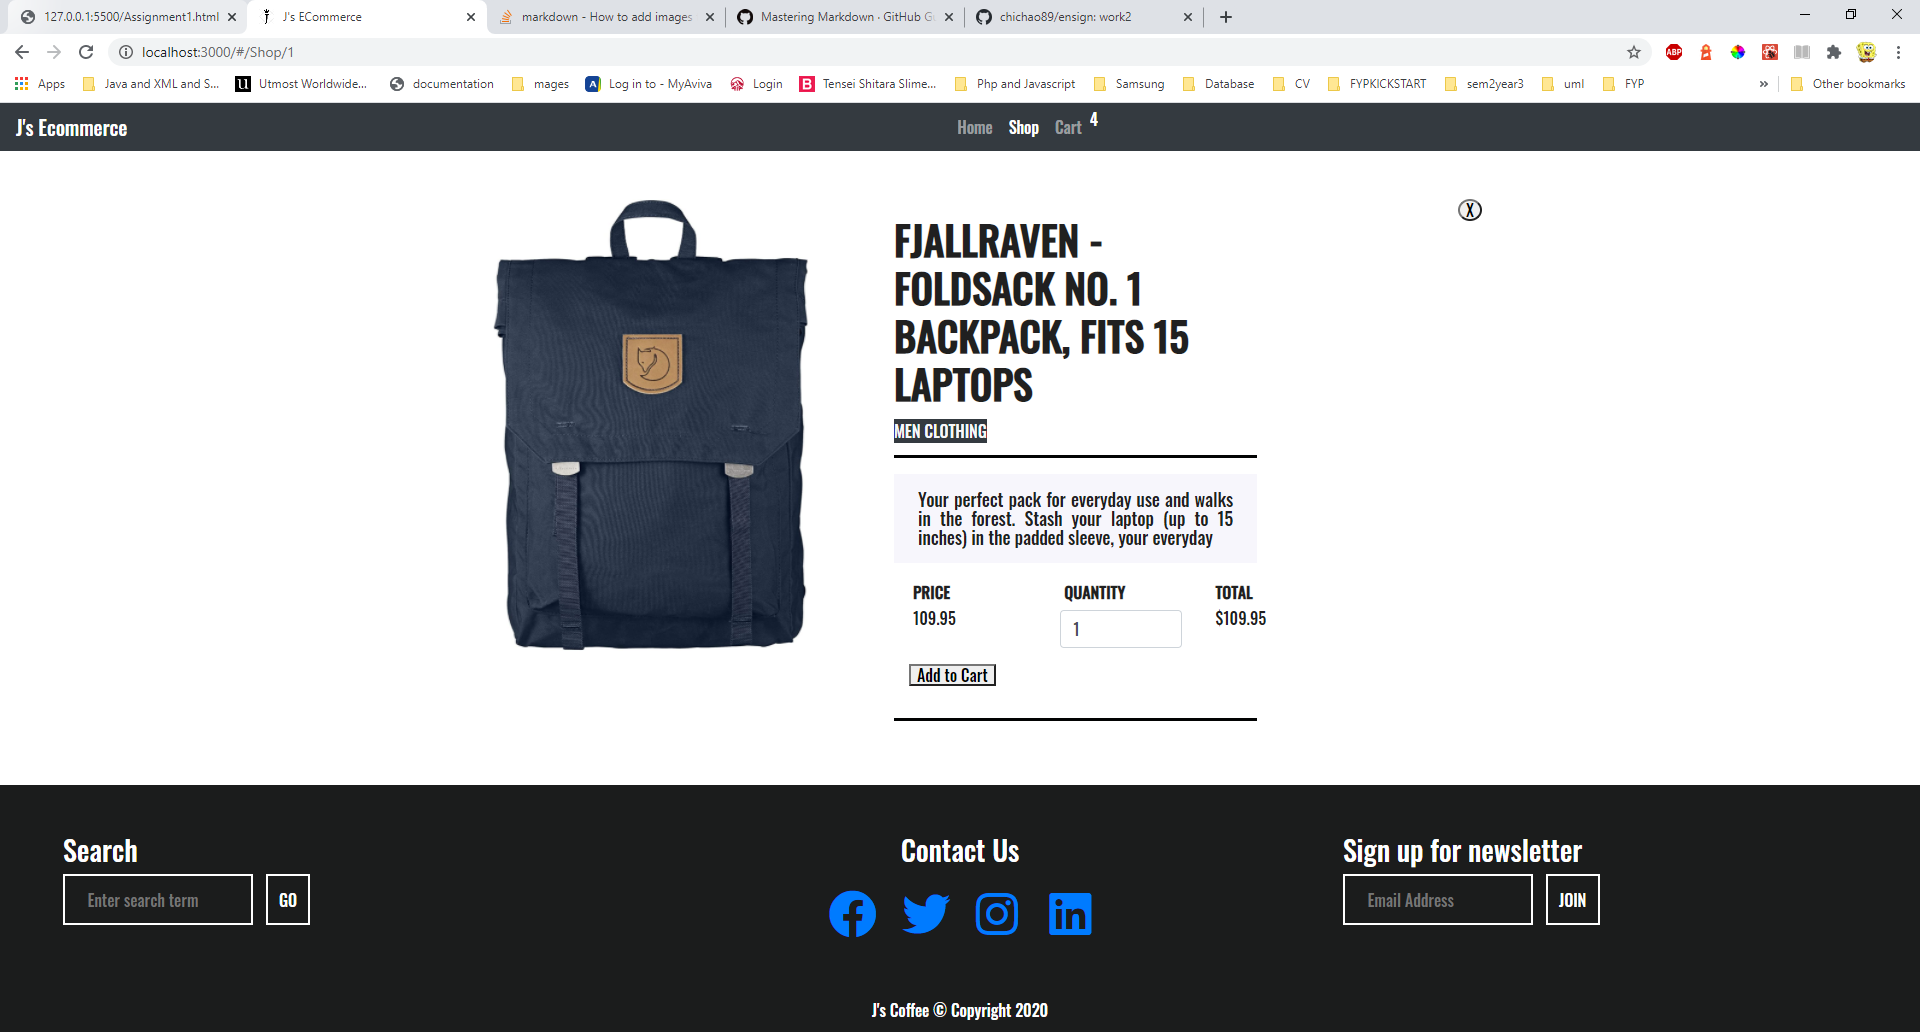 127.0.0.1:5500/Assignment1.html
J's ECommerce
markdown - How to add images
Mastering Markdown · GitHub G
chichao89/ensign: work2
localhost:3000/#/Shop/1
ABP
Apps
Java and XML and S...
Utmost Worldwide...
documentation
mages
Log in to - MyAviva
Login
Tensei Shitara Slime...
Php and Javascript
Samsung
Database
CV
FYPKICKSTART
sem2year3
uml
FYP
»
Other bookmarks
J's Ecommerce
Home
Shop
Cart
4
X
FJALLRAVEN -
FOLDSACK NO. 1
BACKPACK, FITS 15
LAPTOPS
MEN CLOTHING
Your perfect pack for everyday use and walks
in the forest. Stash your laptop (up to 15
inches) in the padded sleeve, your everyday
PRICE
QUANTITY
TOTAL
109.95
1
$109.95
Add to Cart
Search
Contact Us
Sign up for newsletter
Enter search term
GO
Email Address
JOIN
J's Coffee © Copyright 2020